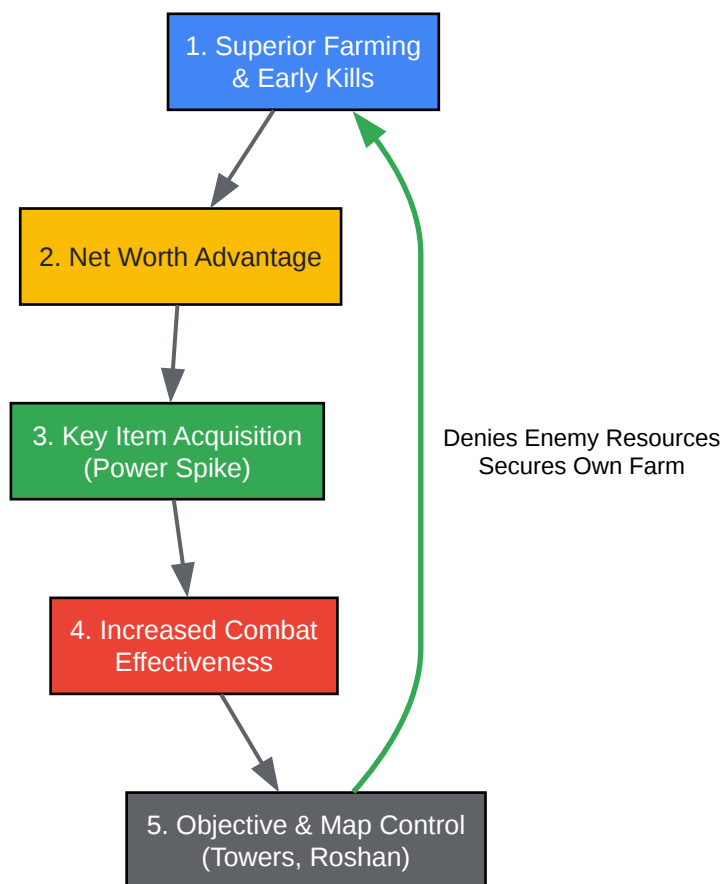 1. Superior Farming
& Early Kills
2. Net Worth Advantage
3. Key Item Acquisition
(Power Spike)
Denies Enemy Resources
Secures Own Farm
4. Increased Combat
Effectiveness
5. Objective & Map Control
(Towers, Roshan)